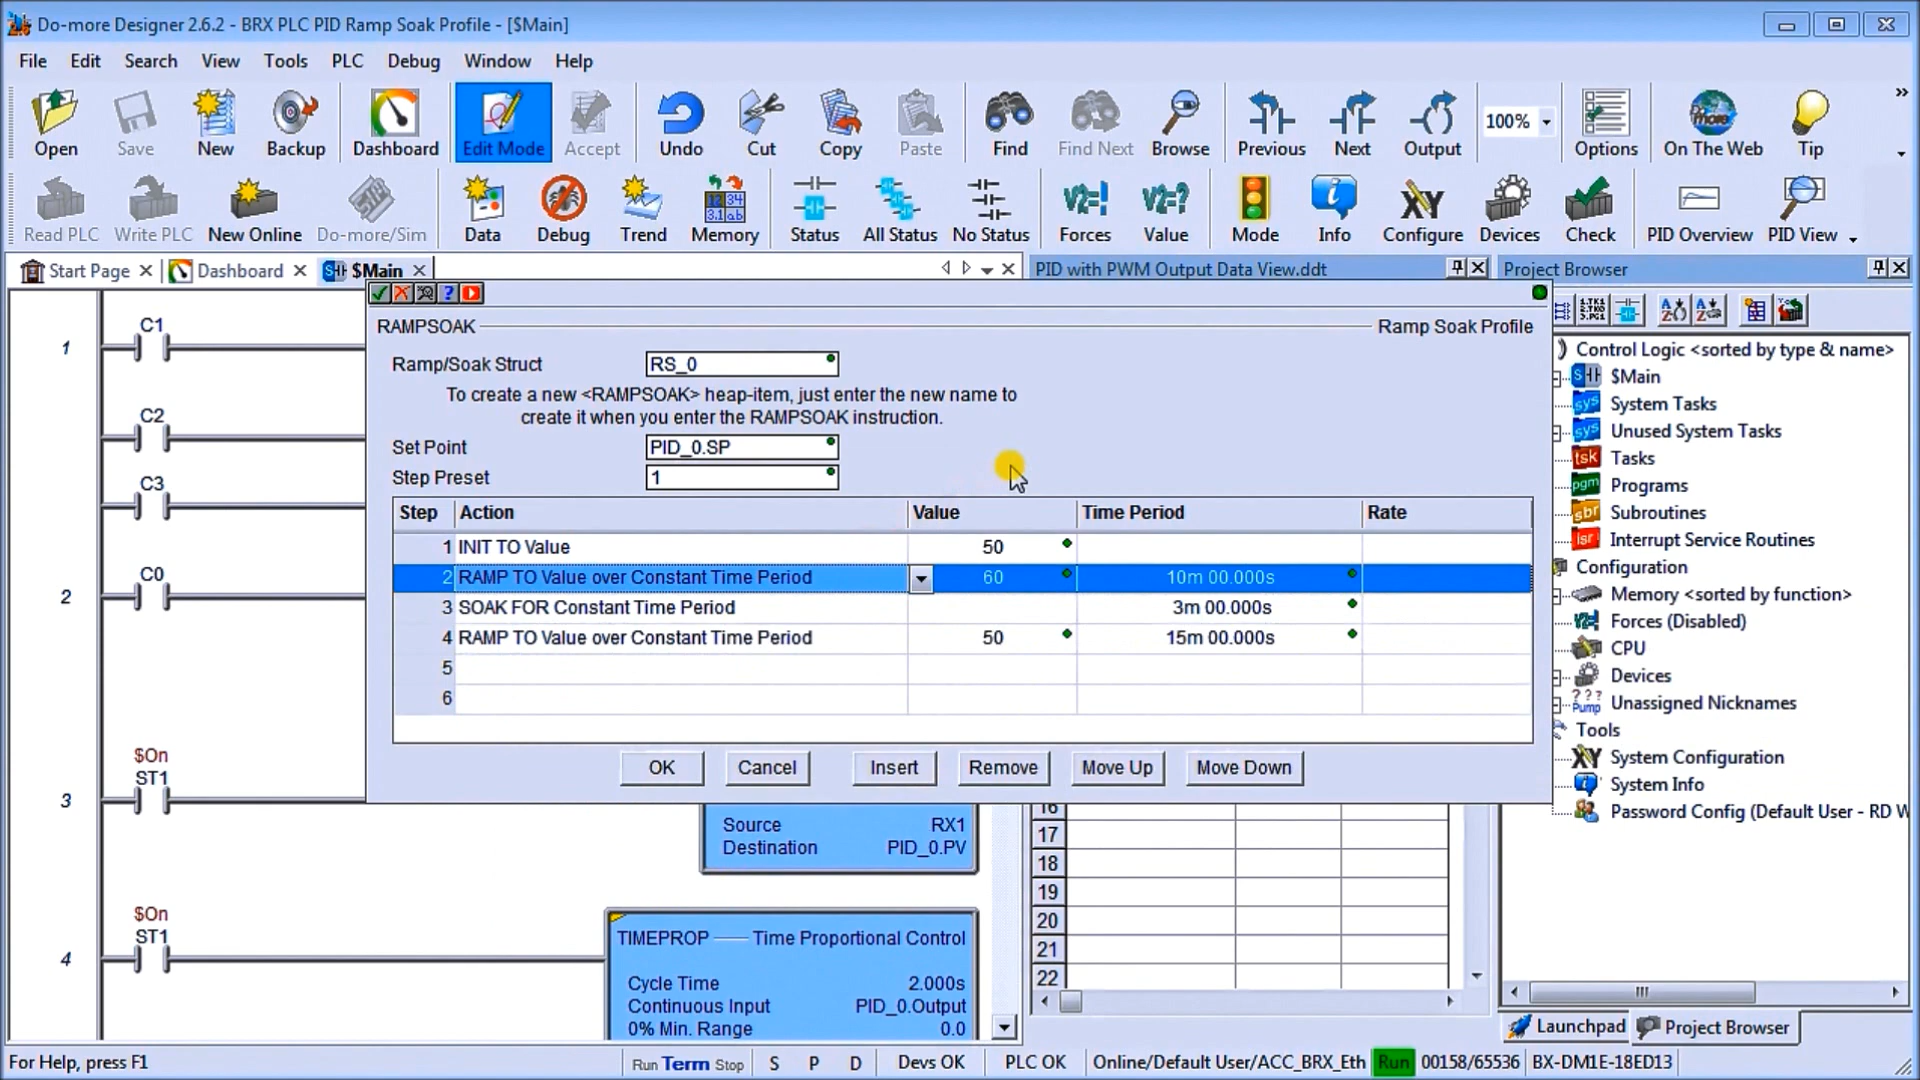 Do-more Designer 2.6.2 - BRX PLC PID Ramp Soak Profile - [$Main]
File Edit Search View Tools PLC Debug Window Help
Open Save New Backup Dashboard Edit Mode Accept Undo Cut Copy Paste Find Find Next Browse Previous Next Output 100% Options On The Web Tip
Read PLC Write PLC New Online Do-more/Sim Data Debug Trend Memory Status All Status No Status Forces Value Mode Info Configure Devices Check PID Overview PID View
Start Page Dashboard $Main
PID with PWM Output Data View.ddt
Project Browser
RAMPSOAK Ramp Soak Profile
Ramp/Soak Struct RS_0
To create a new <RAMPSOAK> heap-item, just enter the new name to
create it when you enter the RAMPSOAK instruction.
Set Point PID_0.SP
Step Preset 1
Step Action Value Time Period Rate
1 INIT TO Value 50
2 RAMP TO Value over Constant Time Period 60 10m 00.000s
3 SOAK FOR Constant Time Period 3m 00.000s
4 RAMP TO Value over Constant Time Period 50 15m 00.000s
5
6
OK Cancel Insert Remove Move Up Move Down
1
C1
C2
C3
2
C0
3
$On
ST1
Source RX1
Destination PID_0.PV
4
$On
ST1
TIMEPROP Time Proportional Control
Cycle Time 2.000s
Continuous Input PID_0.Output
0% Min. Range 0.0
16
17
18
19
20
21
22
Control Logic <sorted by type & name>
$Main
System Tasks
Unused System Tasks
Tasks
Programs
Subroutines
Interrupt Service Routines
Configuration
Memory <sorted by function>
Forces (Disabled)
CPU
Devices
Unassigned Nicknames
Tools
System Configuration
System Info
Password Config (Default User - RD W
Launchpad Project Browser
For Help, press F1
Run Term Stop S P D Devs OK PLC OK Online/Default User/ACC_BRX_Eth Run 00158/65536 BX-DM1E-18ED13